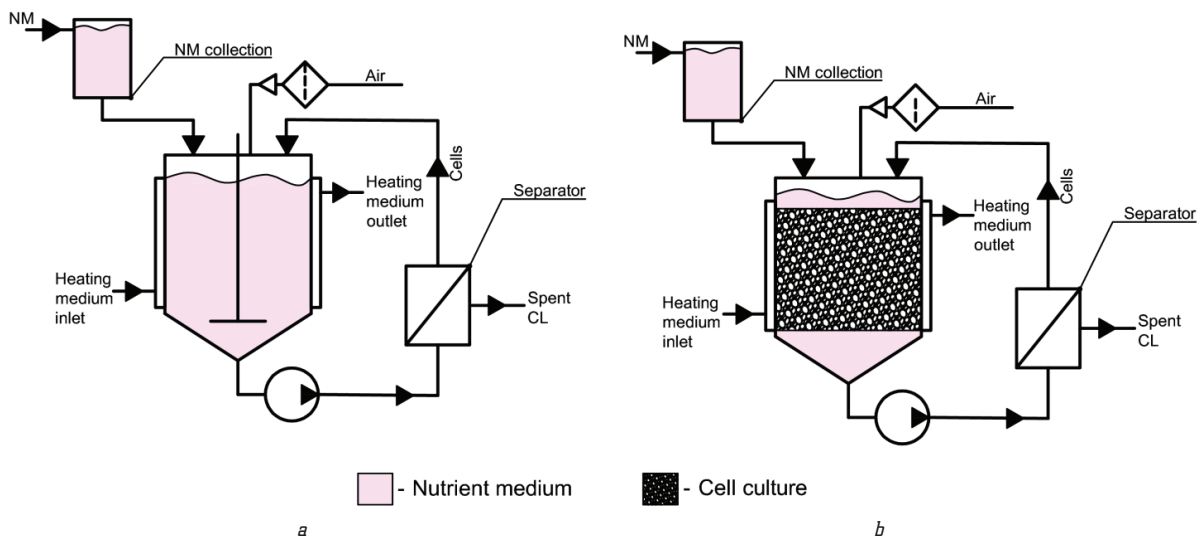 NM
NM collection
Air
Cells
Heating
medium
outlet
Separator
Heating
medium
inlet
Spent
CL
NM
NM collection
Air
Cells
Heating
medium
outlet
Separator
Heating
medium
inlet
Spent
CL
- Nutrient medium
- Cell culture
a
b